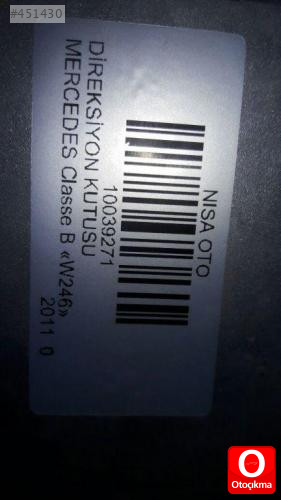 #451430
NISA OTO
10039271
DİREKSİYON KUTUSU
MERCEDES Classe B «W246»
2011 0
Otoçıkma